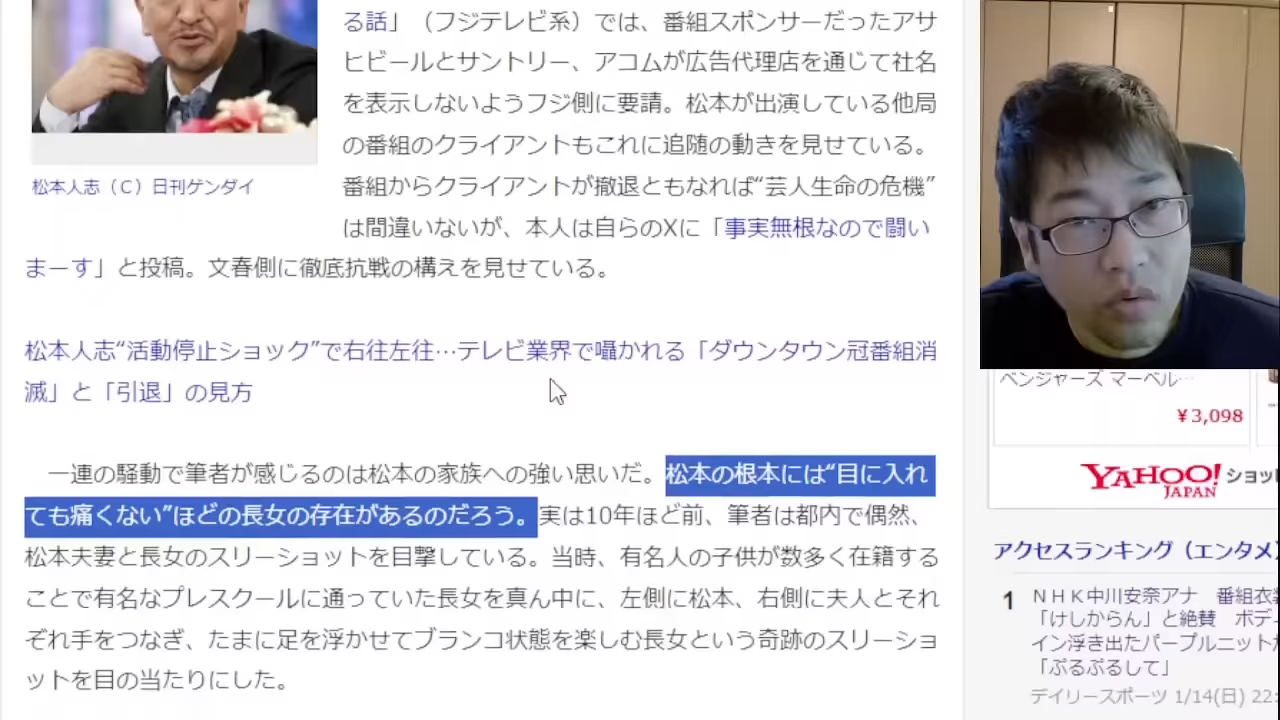 る話」（フジテレビ系）では、番組スポンサーだったアサ
ヒビールとサントリー、アコムが広告代理店を通じて社名
を表示しないようフジ側に要請。松本が出演している他局
の番組のクライアントもこれに追随の動きを見せている。
番組からクライアントが撤退ともなれば“芸人生命の危機”
は間違いないが、本人は自らのXに「事実無根なので闘い
まーす」と投稿。文春側に徹底抗戦の構えを見せている。
松本人志（C）日刊ゲンダイ
松本人志“活動停止ショック”で右往左往…テレビ業界で囁かれる「ダウンタウン冠番組消
滅」と「引退」の見方
一連の騒動で筆者が感じるのは松本の家族への強い思いだ。松本の根本には“目に入れ
ても痛くない”ほどの長女の存在があるのだろう。実は10年ほど前、筆者は都内で偶然、
松本夫妻と長女のスリーショットを目撃している。当時、有名人の子供が数多く在籍する
ことで有名なプレスクールに通っていた長女を真ん中に、左側に松本、右側に夫人とそれ
ぞれ手をつなぎ、たまに足を浮かせてブランコ状態を楽しむ長女という奇跡のスリーショ
ットを目の当たりにした。
ベンジャーズ マーベル…
¥3,098
YAHOO! ショッ
JAPAN
アクセスランキング（エンタメ
1 ＮＨＫ中川安奈アナ　番組衣
「けしからん」と絶賛　ボデ
イン浮き出たパープルニット
「ぷるぷるして」
デイリースポーツ 1/14(日) 22: